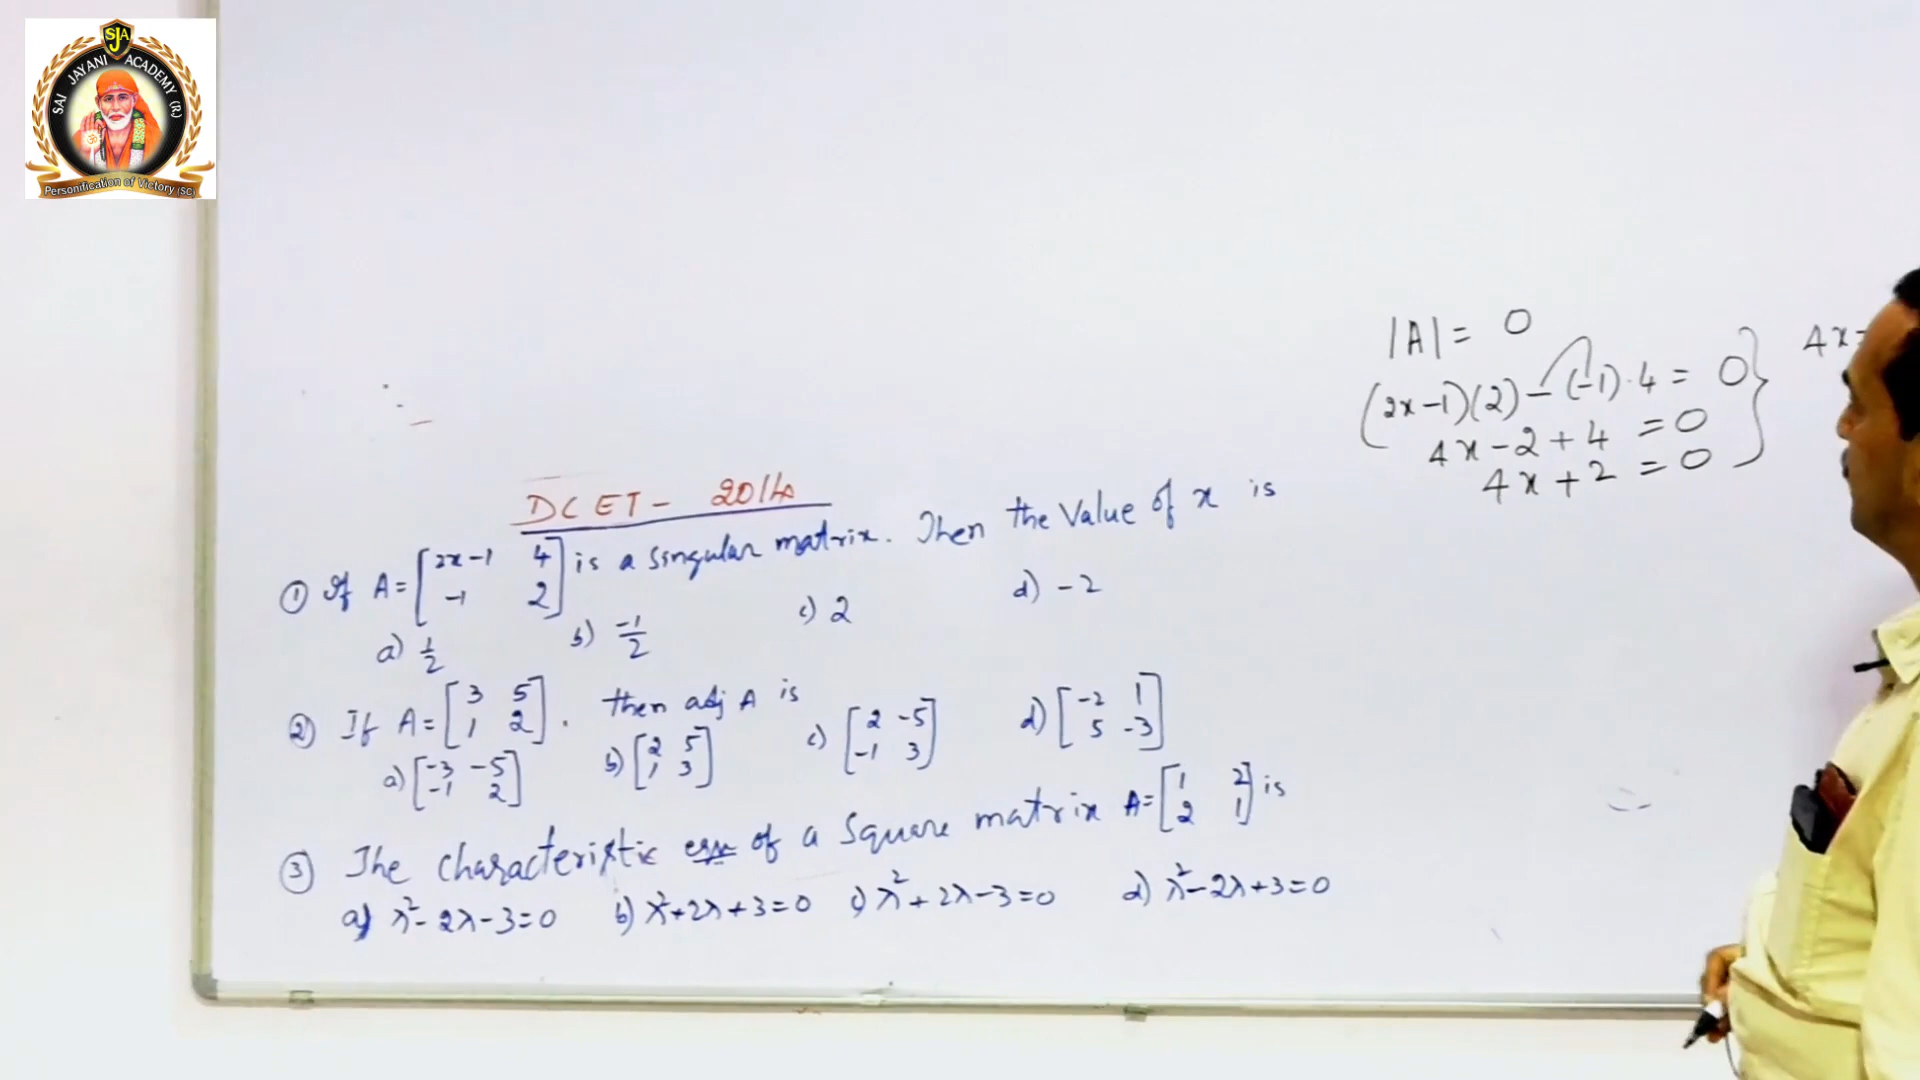 SJA
SAI JAYANI ACADEMY (R.)
Personification of Victory (SC)
|A| = 0
(2x-1)(2) - (-1)·4 = 0
4x - 2 + 4 = 0
4x + 2 = 0
4x =
DCET - 2014
① If A = [2x-1 4 -1 2] is a singular matrix. Then the Value of x is
a) 1/2 b) -1/2 c) 2 d) -2
② If A = [3 5 1 2]. then adj A is
a) [-3 -5 -1 2] b) [2 5 1 3] c) [2 -5 -1 3] d) [-2 1 5 -3]
③ The characteristic eqn of a Square matrix A = [1 2 2 1] is
a) λ²-2λ-3=0 b) λ²+2λ+3=0 c) λ²+2λ-3=0 d) λ²-2λ+3=0